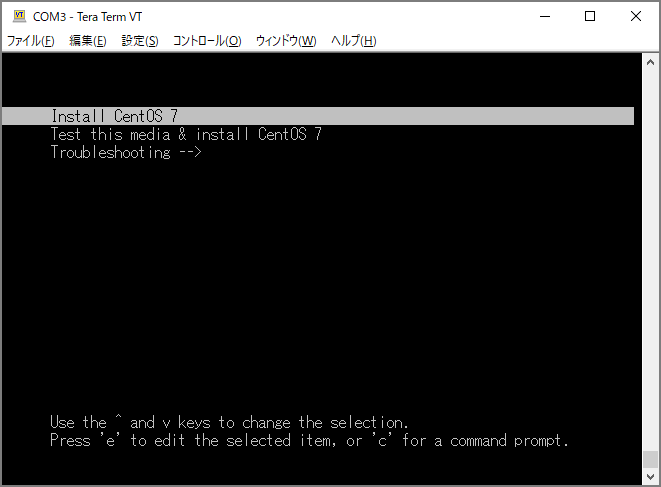 COM3 - Tera Term VT
ファイル(F) 編集(E) 設定(S) コントロール(O) ウィンドウ(W) ヘルプ(H)
Install CentOS 7
Test this media & install CentOS 7
Troubleshooting -->
Use the ^ and v keys to change the selection.
Press 'e' to edit the selected item, or 'c' for a command prompt.